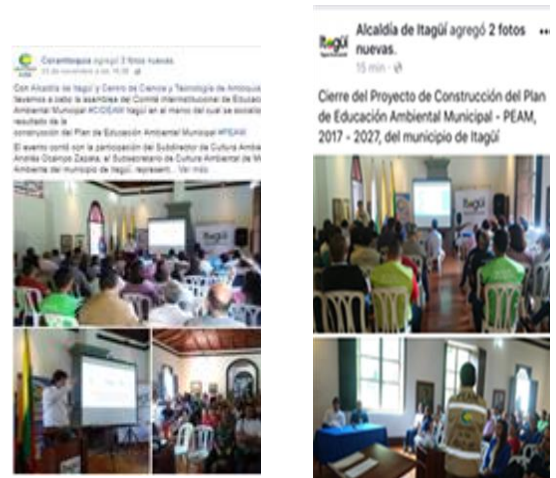 Corantioquia agregó 3 fotos nuevas.
Con Alcaldía de Itagüí y Centro de Ciencia y Tecnología de Antioquia
llevamos a cabo la asamblea del Comité Interinstitucional de Educac
Ambiental Municipal #CIDEAM Itagüí en el marco del cual se socializó
resultado de la
construcción del Plan de Educación Ambiental Municipal #PEAM
El evento contó con la participación del Subdirector de Cultura Ambie
Andrés Ocampo Zapata, el Subsecretario de Cultura Ambiental de M
Ambiente del municipio de Itagüí, represent... Ver más
Itagüí
Itagüí
Alcaldía de Itagüí agregó 2 fotos
nuevas.
15 min
Cierre del Proyecto de Construcción del Plan
de Educación Ambiental Municipal - PEAM,
2017 - 2027, del municipio de Itagüí
Itagüí